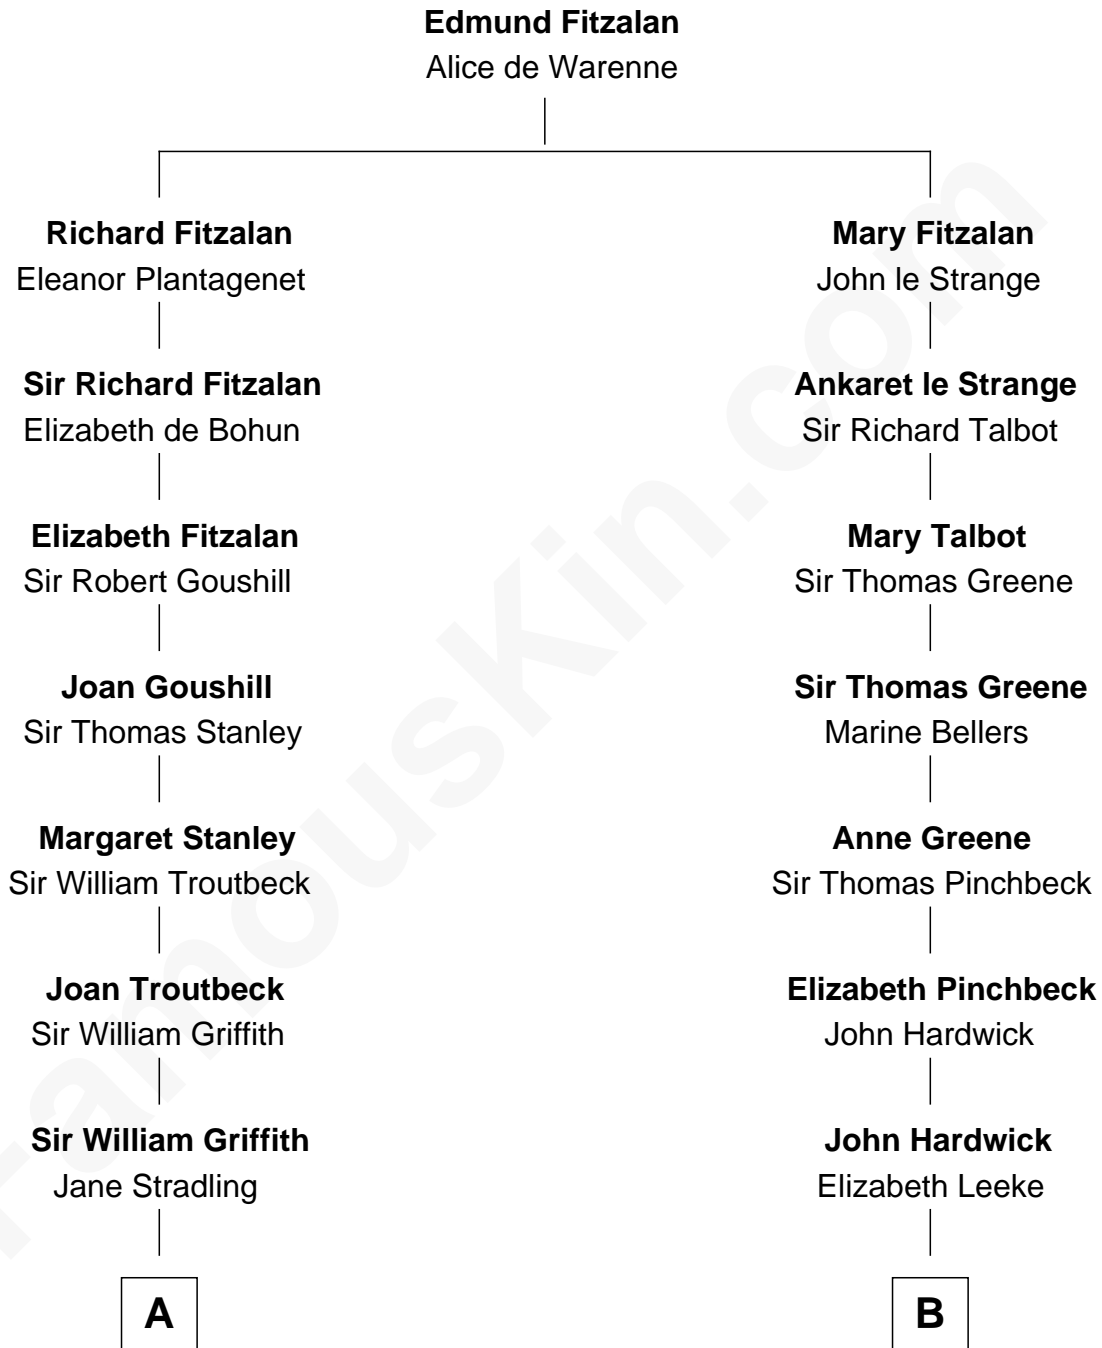 Edmund Fitzalan
Alice de Warenne
Richard Fitzalan
Eleanor Plantagenet
Mary Fitzalan
John le Strange
Sir Richard Fitzalan
Elizabeth de Bohun
Ankaret le Strange
Sir Richard Talbot
Elizabeth Fitzalan
Sir Robert Goushill
Mary Talbot
Sir Thomas Greene
Joan Goushill
Sir Thomas Stanley
Sir Thomas Greene
Marine Bellers
Margaret Stanley
Sir William Troutbeck
Anne Greene
Sir Thomas Pinchbeck
Joan Troutbeck
Sir William Griffith
Elizabeth Pinchbeck
John Hardwick
Sir William Griffith
Jane Stradling
John Hardwick
Elizabeth Leeke
A
B
FamousKin.com